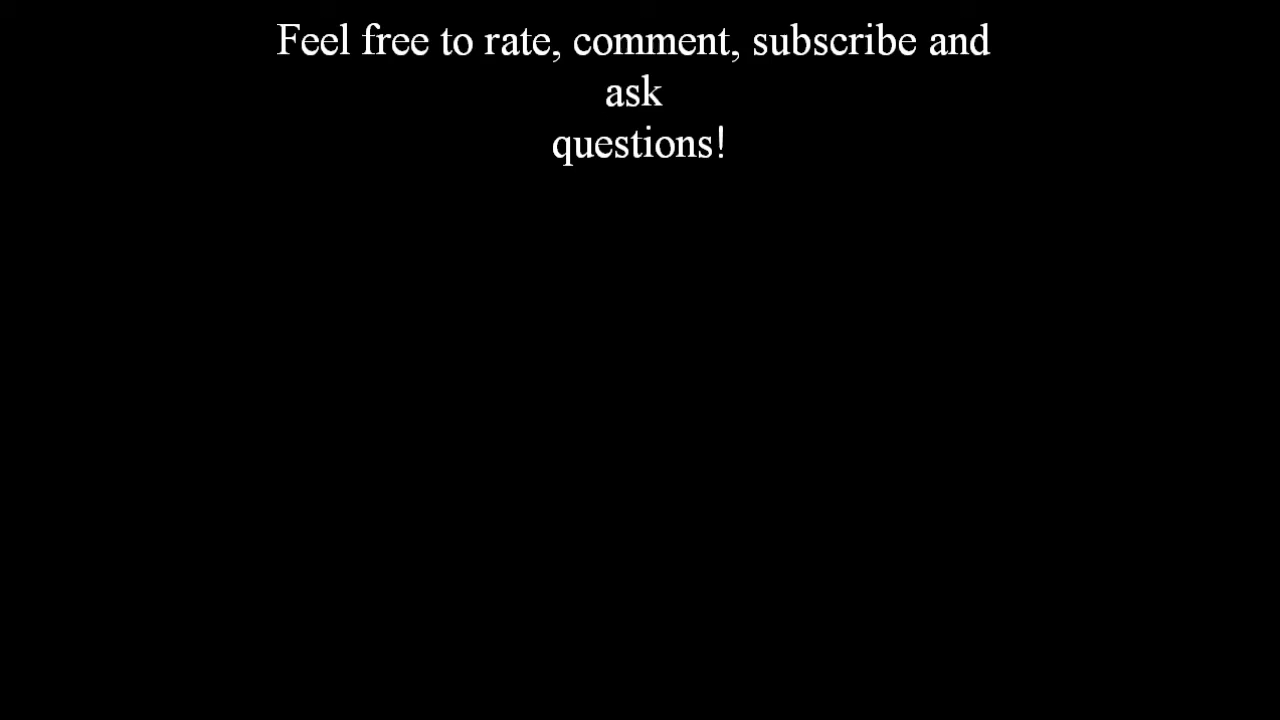 Feel free to rate, comment, subscribe and
ask
questions!